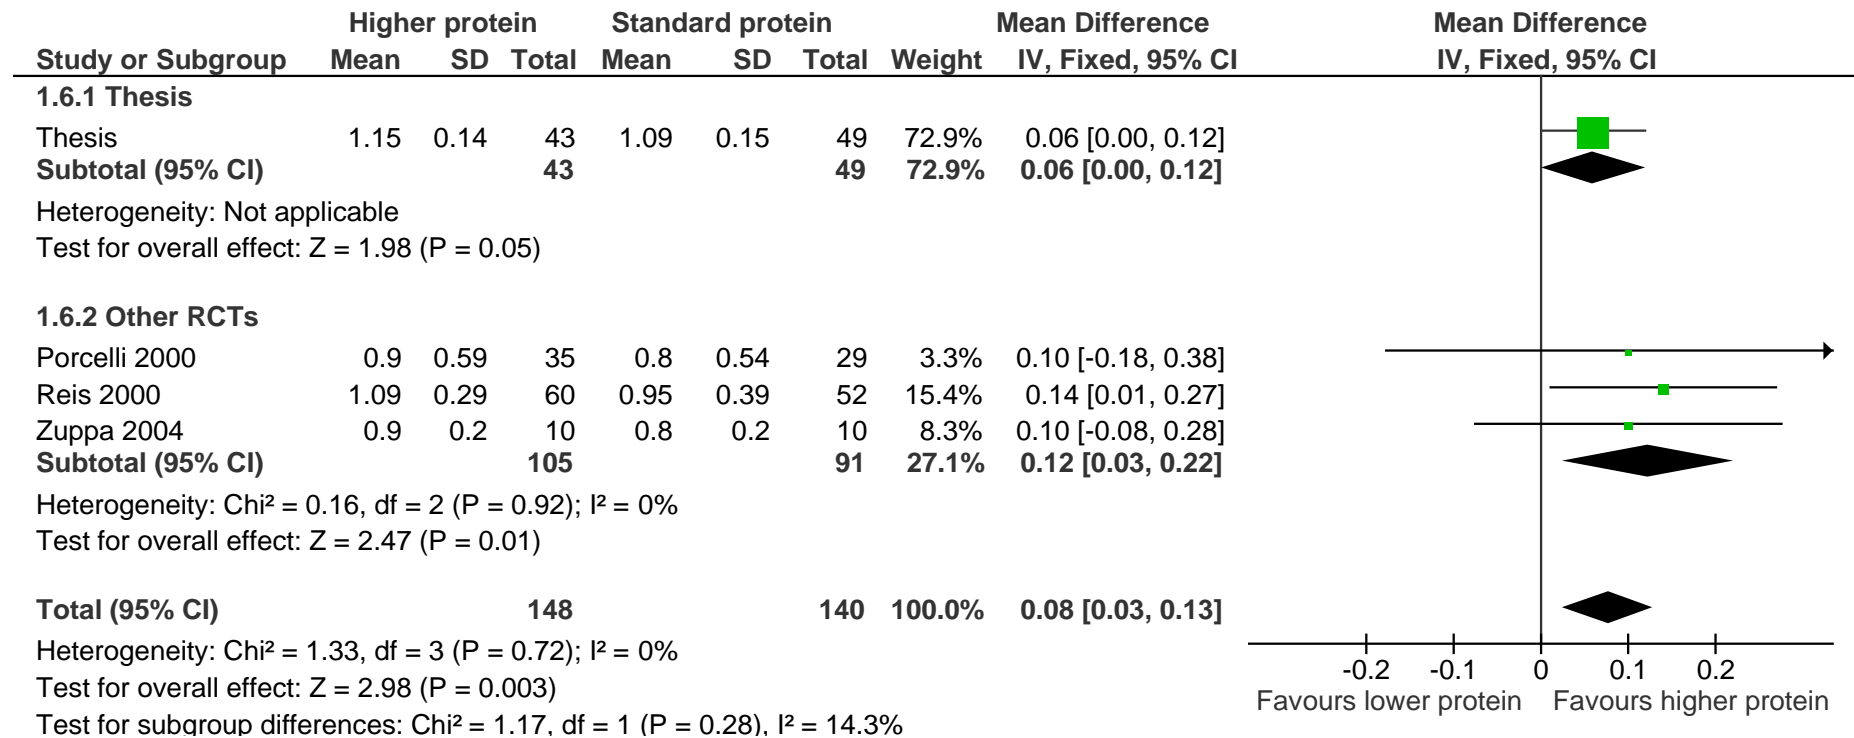 Higher protein Standard protein Mean Difference Mean Difference
Study or Subgroup Mean SD Total Mean SD Total Weight IV, Fixed, 95% CI IV, Fixed, 95% CI
1.6.1 Thesis
Thesis 1.15 0.14 43 1.09 0.15 49 72.9% 0.06 [0.00, 0.12]
Subtotal (95% CI) 43 49 72.9% 0.06 [0.00, 0.12]
Heterogeneity: Not applicable
Test for overall effect: Z = 1.98 (P = 0.05)
1.6.2 Other RCTs
Porcelli 2000 0.9 0.59 35 0.8 0.54 29 3.3% 0.10 [-0.18, 0.38]
Reis 2000 1.09 0.29 60 0.95 0.39 52 15.4% 0.14 [0.01, 0.27]
Zuppa 2004 0.9 0.2 10 0.8 0.2 10 8.3% 0.10 [-0.08, 0.28]
Subtotal (95% CI) 105 91 27.1% 0.12 [0.03, 0.22]
Heterogeneity: Chi² = 0.16, df = 2 (P = 0.92); I² = 0%
Test for overall effect: Z = 2.47 (P = 0.01)
Total (95% CI) 148 140 100.0% 0.08 [0.03, 0.13]
Heterogeneity: Chi² = 1.33, df = 3 (P = 0.72); I² = 0%
Test for overall effect: Z = 2.98 (P = 0.003)
Test for subgroup differences: Chi² = 1.17, df = 1 (P = 0.28), I² = 14.3%
-0.2 -0.1 0 0.1 0.2
Favours lower protein Favours higher protein